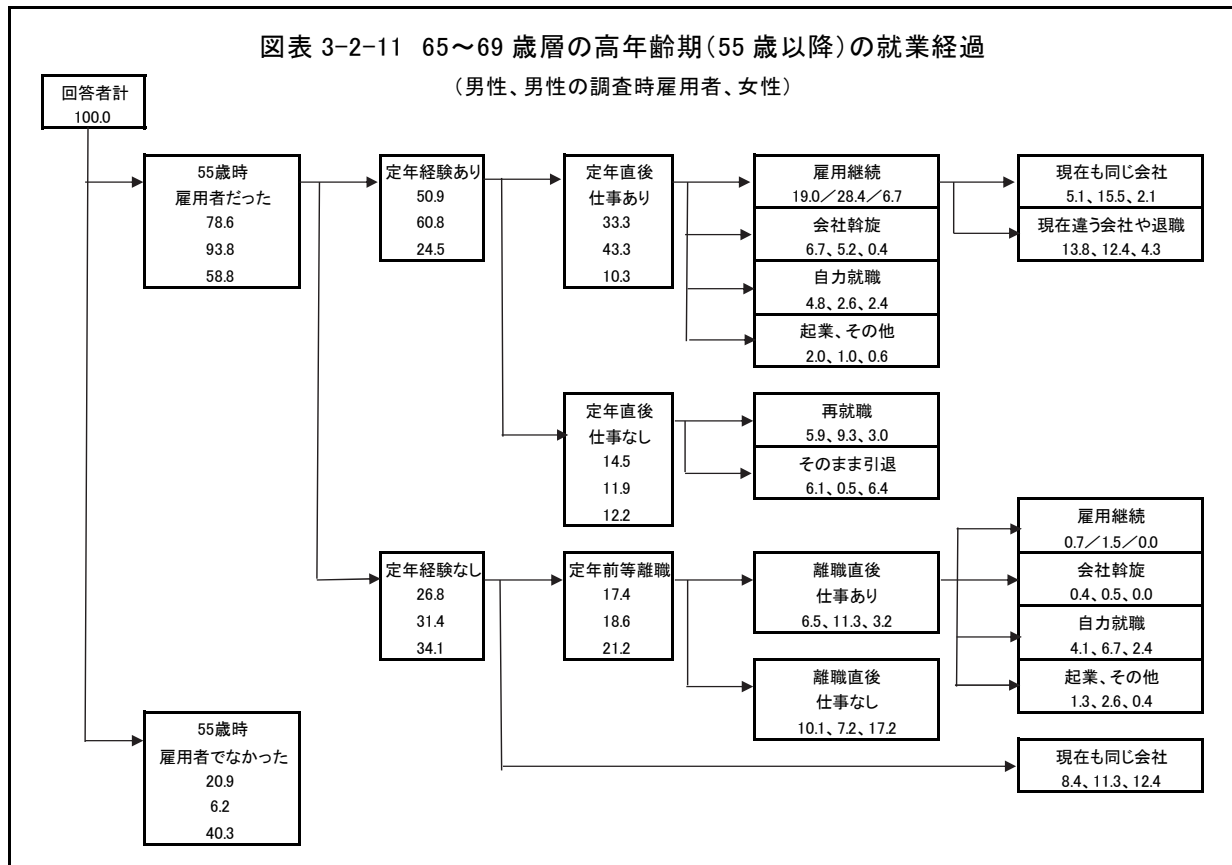 図表 3-2-11 65～69 歳層の高年齢期(55 歳以降)の就業経過
(男性、男性の調査時雇用者、女性)
回答者計
100.0
55歳時
雇用者だった
78.6
93.8
58.8
定年経験あり
50.9
60.8
24.5
定年直後
仕事あり
33.3
43.3
10.3
雇用継続
19.0／28.4／6.7
会社斡旋
6.7、5.2、0.4
自力就職
4.8、2.6、2.4
起業、その他
2.0、1.0、0.6
現在も同じ会社
5.1、15.5、2.1
現在違う会社や退職
13.8、12.4、4.3
定年直後
仕事なし
14.5
11.9
12.2
再就職
5.9、9.3、3.0
そのまま引退
6.1、0.5、6.4
定年経験なし
26.8
31.4
34.1
定年前等離職
17.4
18.6
21.2
離職直後
仕事あり
6.5、11.3、3.2
離職直後
仕事なし
10.1、7.2、17.2
雇用継続
0.7／1.5／0.0
会社斡旋
0.4、0.5、0.0
自力就職
4.1、6.7、2.4
起業、その他
1.3、2.6、0.4
現在も同じ会社
8.4、11.3、12.4
55歳時
雇用者でなかった
20.9
6.2
40.3